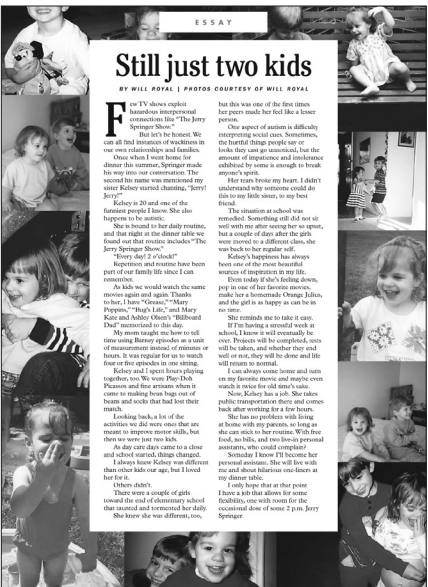 ESSAY
Still just two kids
BY WILL ROYAL | PHOTOS COURTESY OF WILL ROYAL
Few TV shows exploit
hazardous interpersonal
connections like "The Jerry
Springer Show."
But let's be honest. We
can all find instances of wackiness in
our own relationships and families.
Once when I went home for
dinner this summer, Springer made
his way into our conversation. The
second his name was mentioned my
sister Kelsey started chanting, "Jerry!
Jerry!"
Kelsey is 20 and one of the
funniest people I know. She also
happens to be autistic.
She is bound to her daily routine,
and that night at the dinner table we
found out that routine includes "The
Jerry Springer Show."
"Every day! 2 o'clock!"
Repetition and routine have been
part of our family life since I can
remember.
As kids we would watch the same
movies again and again. Thanks
to her, I have "Grease," "Mary
Poppins," "Bug's Life," and Mary
Kate and Ashley Olsen's "Billboard
Dad" memorized to this day.
My mom taught me how to tell
time using Barney episodes as a unit
of measurement instead of minutes or
hours. It was regular for us to watch
four or five episodes in one sitting.
Kelsey and I spent hours playing
together, too. We were Play-Doh
Picassos and fine artisans when it
came to making bean bags out of
beans and socks that had lost their
match.
Looking back, a lot of the
activities we did were ones that are
meant to improve motor skills, but
then we were just two kids.
As day care days came to a close
and school started, things changed.
I always knew Kelsey was different
than other kids our age, but I loved
her for it.
Others didn't.
There were a couple of girls
toward the end of elementary school
that taunted and tormented her daily.
She knew she was different, too,
but this was one of the first times
her peers made her feel like a lesser
person.
One aspect of autism is difficulty
interpreting social cues. Sometimes,
the hurtful things people say or
looks they cast go unnoticed, but the
amount of impatience and intolerance
exhibited by some is enough to break
anyone's spirit.
Her tears broke my heart. I didn't
understand why someone could do
this to my little sister, to my best
friend.
The situation at school was
remedied. Something still did not sit
well with me after seeing her so upset,
but a couple of days after the girls
were moved to a different class, she
was back to her regular self.
Kelsey's happiness has always
been one of the most beautiful
sources of inspiration in my life.
Even today if she's feeling down,
pop in one of her favorite movies,
make her a homemade Orange Julius,
and the girl is as happy as can be in
no time.
She reminds me to take it easy.
If I'm having a stressful week at
school, I know it will eventually be
over. Projects will be completed, tests
will be taken, and whether they end
well or not, they will be done and life
will return to normal.
I can always come home and turn
on my favorite movie and maybe even
watch it twice for old time's sake.
Now, Kelsey has a job. She takes
public transportation there and comes
back after working for a few hours.
She has no problem with living
at home with my parents, so long as
she can stick to her routine. With free
food, no bills, and two live-in personal
assistants, who could complain?
Someday I know I'll become her
personal assistant. She will live with
me and shout hilarious one-liners at
my dinner table.
I only hope that at that point
I have a job that allows for some
flexibility, one with room for the
occasional dose of some 2 p.m. Jerry
Springer.